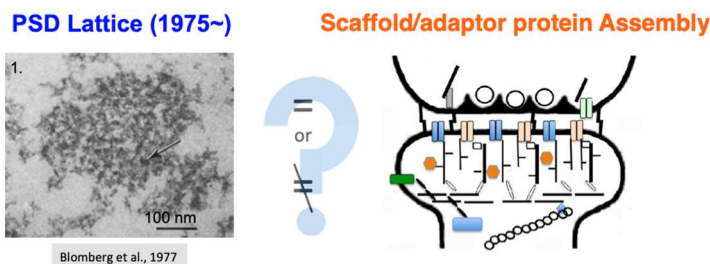 PSD Lattice (1975~)
Scaffold/adaptor protein Assembly
1.
=
or
≠
?
100 nm
Blomberg et al., 1977